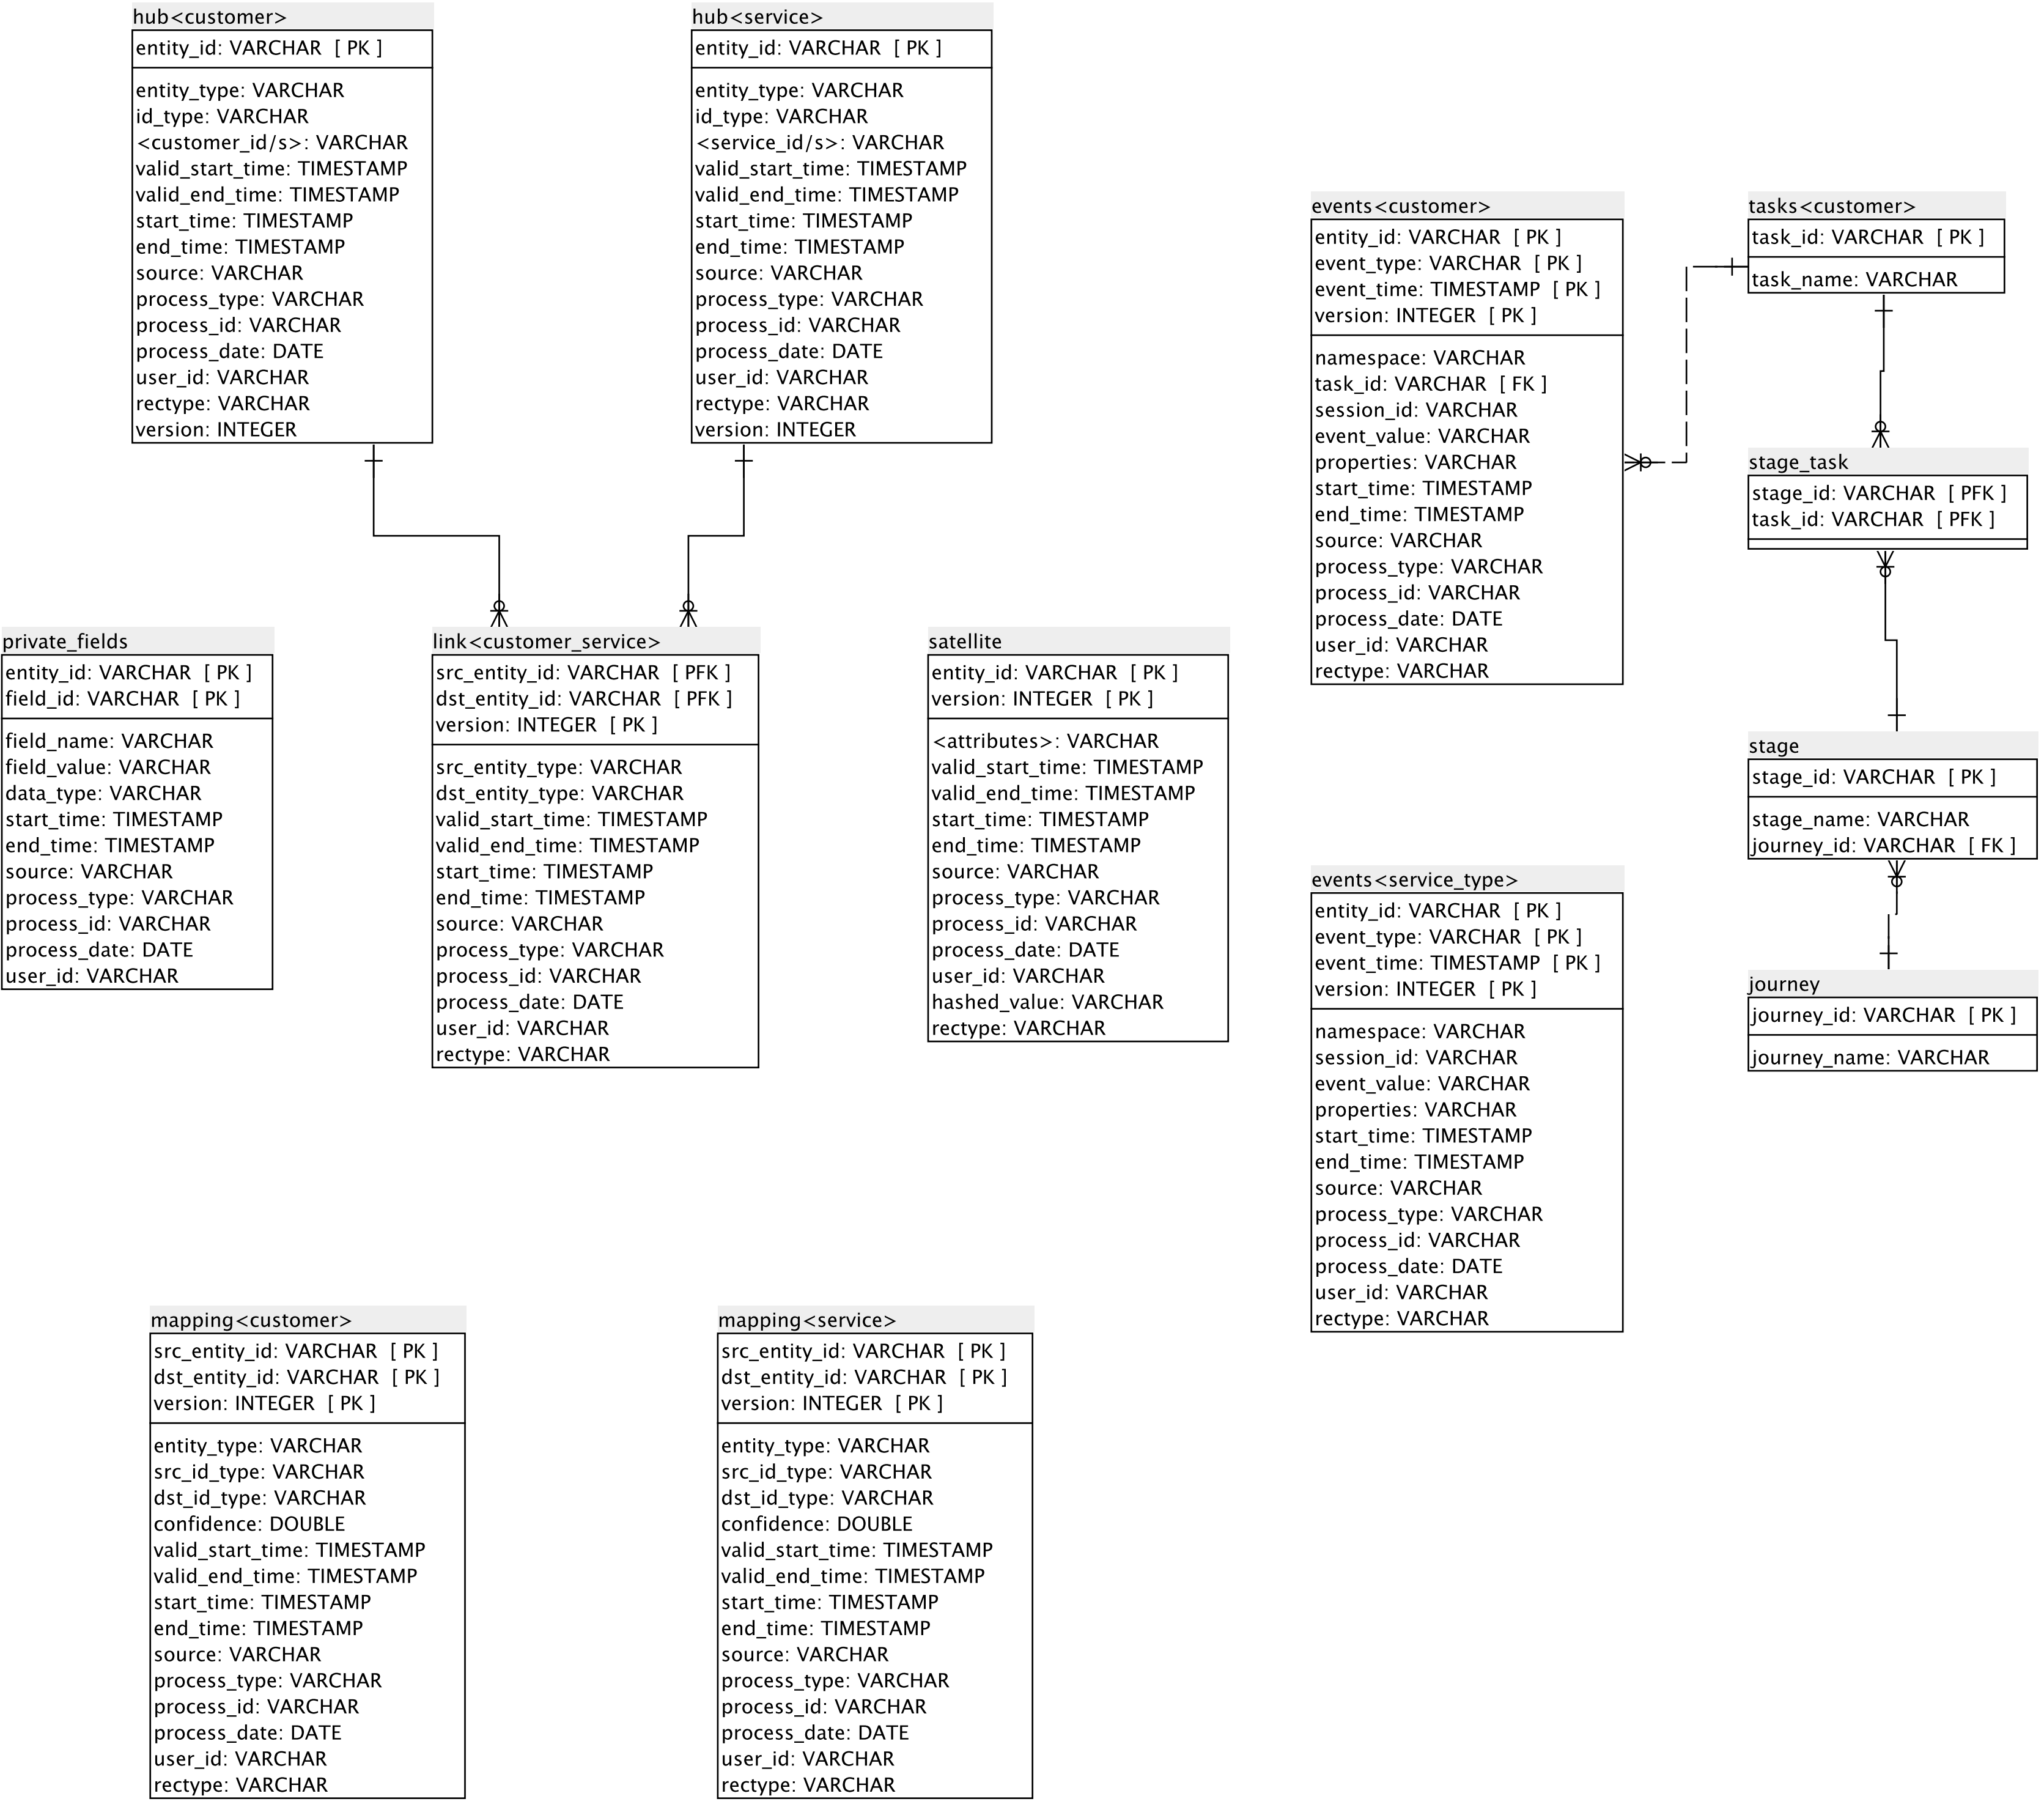 hub<customer>
entity_id: VARCHAR [ PK ]
entity_type: VARCHAR
id_type: VARCHAR
<customer_id/s>: VARCHAR
valid_start_time: TIMESTAMP
valid_end_time: TIMESTAMP
start_time: TIMESTAMP
end_time: TIMESTAMP
source: VARCHAR
process_type: VARCHAR
process_id: VARCHAR
process_date: DATE
user_id: VARCHAR
rectype: VARCHAR
version: INTEGER
hub<service>
entity_id: VARCHAR [ PK ]
entity_type: VARCHAR
id_type: VARCHAR
<service_id/s>: VARCHAR
valid_start_time: TIMESTAMP
valid_end_time: TIMESTAMP
start_time: TIMESTAMP
end_time: TIMESTAMP
source: VARCHAR
process_type: VARCHAR
process_id: VARCHAR
process_date: DATE
user_id: VARCHAR
rectype: VARCHAR
version: INTEGER
events<customer>
entity_id: VARCHAR [ PK ]
event_type: VARCHAR [ PK ]
event_time: TIMESTAMP [ PK ]
version: INTEGER [ PK ]
namespace: VARCHAR
task_id: VARCHAR [ FK ]
session_id: VARCHAR
event_value: VARCHAR
properties: VARCHAR
start_time: TIMESTAMP
end_time: TIMESTAMP
source: VARCHAR
process_type: VARCHAR
process_id: VARCHAR
process_date: DATE
user_id: VARCHAR
rectype: VARCHAR
tasks<customer>
task_id: VARCHAR [ PK ]
task_name: VARCHAR
stage_task
stage_id: VARCHAR [ PFK ]
task_id: VARCHAR [ PFK ]
private_fields
entity_id: VARCHAR [ PK ]
field_id: VARCHAR [ PK ]
field_name: VARCHAR
field_value: VARCHAR
data_type: VARCHAR
start_time: TIMESTAMP
end_time: TIMESTAMP
source: VARCHAR
process_type: VARCHAR
process_id: VARCHAR
process_date: DATE
user_id: VARCHAR
link<customer_service>
src_entity_id: VARCHAR [ PFK ]
dst_entity_id: VARCHAR [ PFK ]
version: INTEGER [ PK ]
src_entity_type: VARCHAR
dst_entity_type: VARCHAR
valid_start_time: TIMESTAMP
valid_end_time: TIMESTAMP
start_time: TIMESTAMP
end_time: TIMESTAMP
source: VARCHAR
process_type: VARCHAR
process_id: VARCHAR
process_date: DATE
user_id: VARCHAR
rectype: VARCHAR
satellite
entity_id: VARCHAR [ PK ]
version: INTEGER [ PK ]
<attributes>: VARCHAR
valid_start_time: TIMESTAMP
valid_end_time: TIMESTAMP
start_time: TIMESTAMP
end_time: TIMESTAMP
source: VARCHAR
process_type: VARCHAR
process_id: VARCHAR
process_date: DATE
user_id: VARCHAR
hashed_value: VARCHAR
rectype: VARCHAR
stage
stage_id: VARCHAR [ PK ]
stage_name: VARCHAR
journey_id: VARCHAR [ FK ]
events<service_type>
entity_id: VARCHAR [ PK ]
event_type: VARCHAR [ PK ]
event_time: TIMESTAMP [ PK ]
version: INTEGER [ PK ]
namespace: VARCHAR
session_id: VARCHAR
event_value: VARCHAR
properties: VARCHAR
start_time: TIMESTAMP
end_time: TIMESTAMP
source: VARCHAR
process_type: VARCHAR
process_id: VARCHAR
process_date: DATE
user_id: VARCHAR
rectype: VARCHAR
journey
journey_id: VARCHAR [ PK ]
journey_name: VARCHAR
mapping<customer>
src_entity_id: VARCHAR [ PK ]
dst_entity_id: VARCHAR [ PK ]
version: INTEGER [ PK ]
entity_type: VARCHAR
src_id_type: VARCHAR
dst_id_type: VARCHAR
confidence: DOUBLE
valid_start_time: TIMESTAMP
valid_end_time: TIMESTAMP
start_time: TIMESTAMP
end_time: TIMESTAMP
source: VARCHAR
process_type: VARCHAR
process_id: VARCHAR
process_date: DATE
user_id: VARCHAR
rectype: VARCHAR
mapping<service>
src_entity_id: VARCHAR [ PK ]
dst_entity_id: VARCHAR [ PK ]
version: INTEGER [ PK ]
entity_type: VARCHAR
src_id_type: VARCHAR
dst_id_type: VARCHAR
confidence: DOUBLE
valid_start_time: TIMESTAMP
valid_end_time: TIMESTAMP
start_time: TIMESTAMP
end_time: TIMESTAMP
source: VARCHAR
process_type: VARCHAR
process_id: VARCHAR
process_date: DATE
user_id: VARCHAR
rectype: VARCHAR